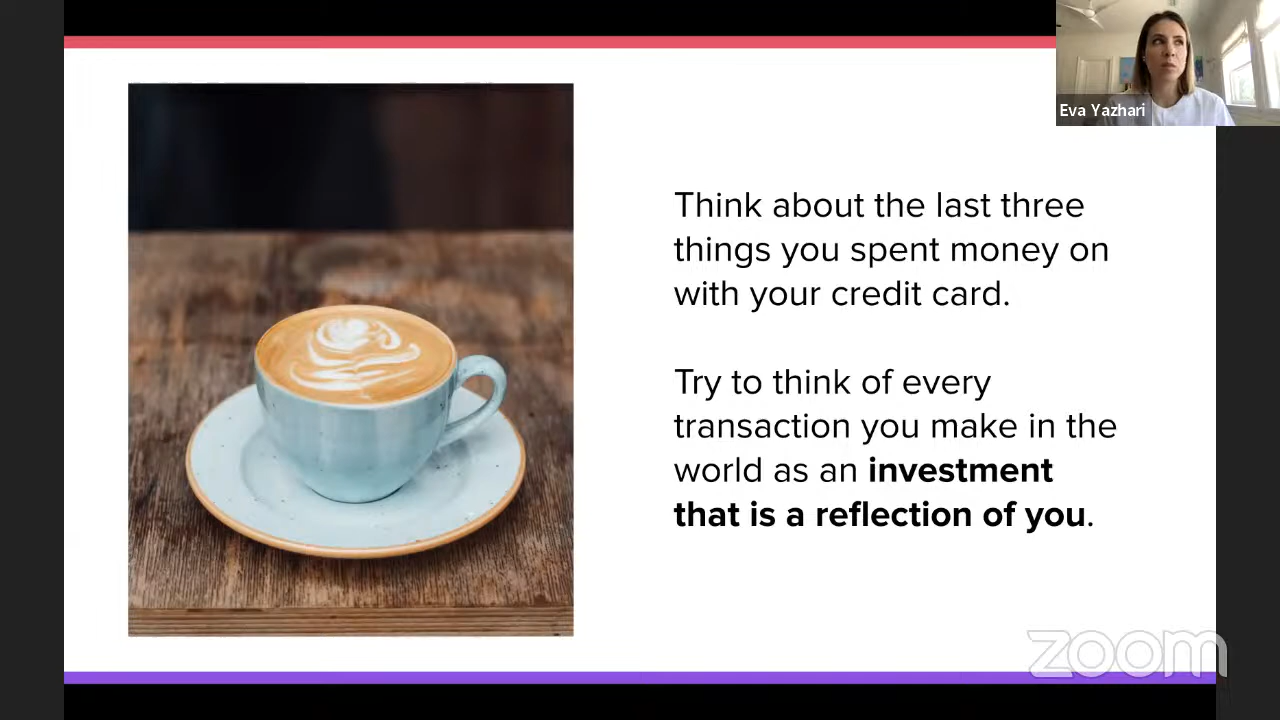 Eva Yazhari
Think about the last three
things you spent money on
with your credit card.
Try to think of every
transaction you make in the
world as an investment
that is a reflection of you.
zoom